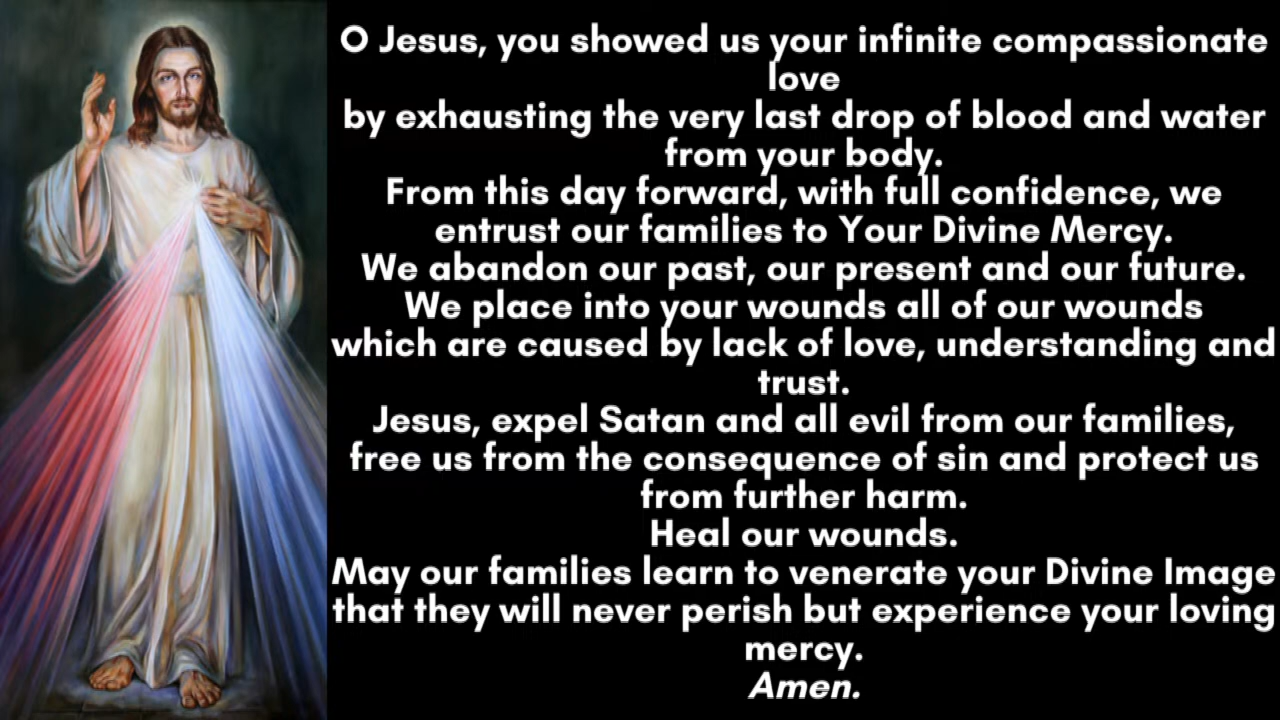 O Jesus, you showed us your infinite compassionate
love
by exhausting the very last drop of blood and water
from your body.
From this day forward, with full confidence, we
entrust our families to Your Divine Mercy.
We abandon our past, our present and our future.
We place into your wounds all of our wounds
which are caused by lack of love, understanding and
trust.
Jesus, expel Satan and all evil from our families,
free us from the consequence of sin and protect us
from further harm.
Heal our wounds.
May our families learn to venerate your Divine Image
that they will never perish but experience your loving
mercy.
Amen.